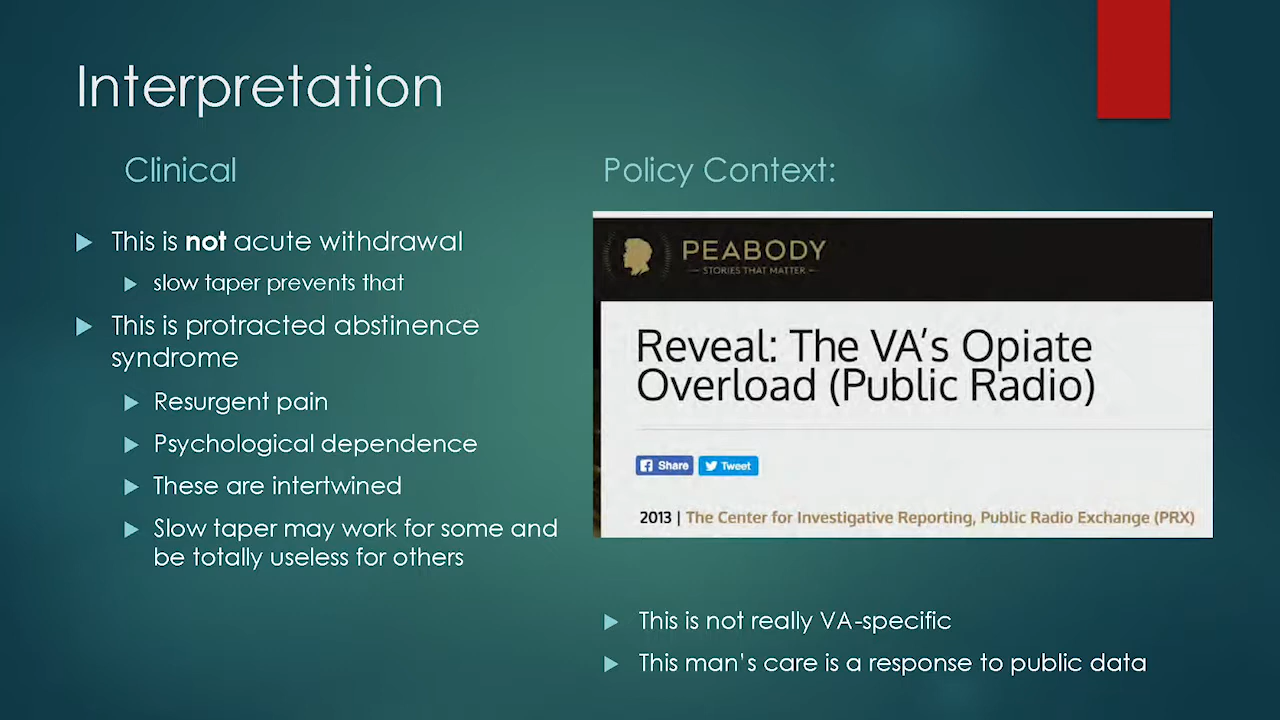 Interpretation
Clinical
This is not acute withdrawal
slow taper prevents that
This is protracted abstinence
syndrome
Resurgent pain
Psychological dependence
These are intertwined
Slow taper may work for some and
be totally useless for others
Policy Context:
PEABODY
STORIES THAT MATTER
Reveal: The VA's Opiate
Overload (Public Radio)
Share Tweet
2013 | The Center for Investigative Reporting, Public Radio Exchange (PRX)
This is not really VA-specific
This man's care is a response to public data